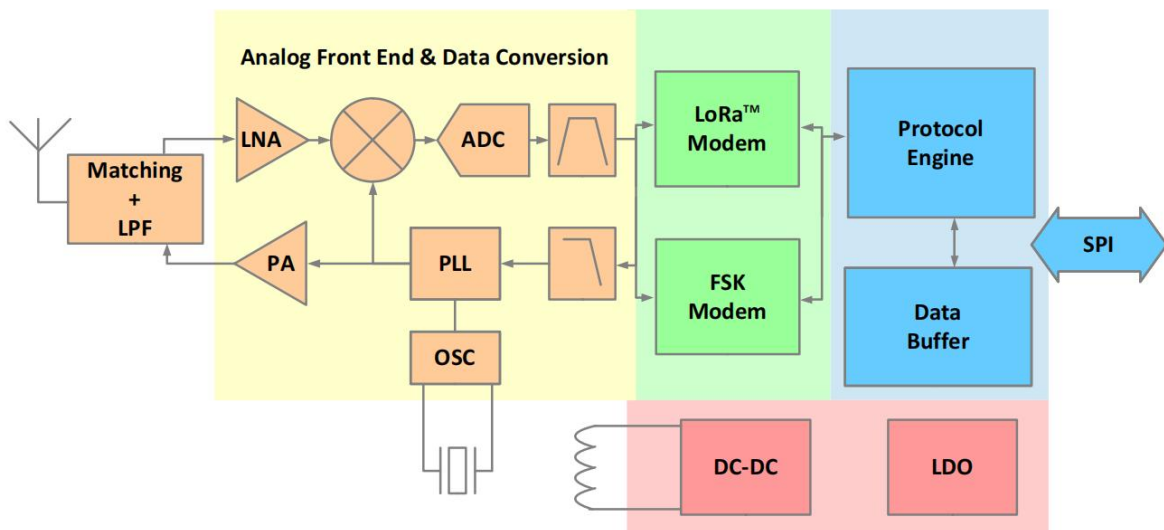 Analog Front End & Data Conversion
LNA
ADC
LoRa™
Modem
Protocol
Engine
Matching
+
LPF
PA
PLL
FSK
Modem
SPI
Data
Buffer
OSC
DC-DC
LDO